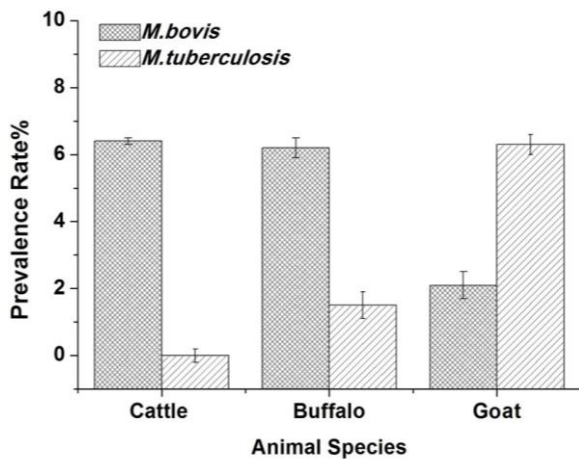 10
8
6
4
2
0
Prevalence Rate%
M.bovis
M.tuberculosis
Cattle
Buffalo
Goat
Animal Species